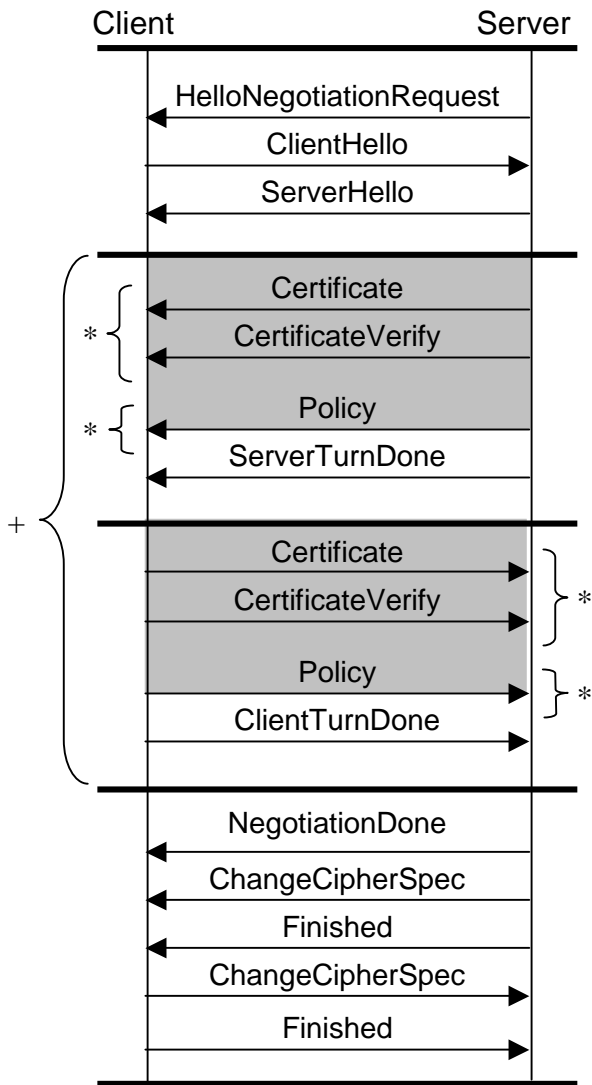 Client Server
HelloNegotiationRequest
ClientHello
ServerHello
Certificate
*
CertificateVerify
Policy
*
ServerTurnDone
+
Certificate
CertificateVerify
*
Policy
*
ClientTurnDone
NegotiationDone
ChangeCipherSpec
Finished
ChangeCipherSpec
Finished